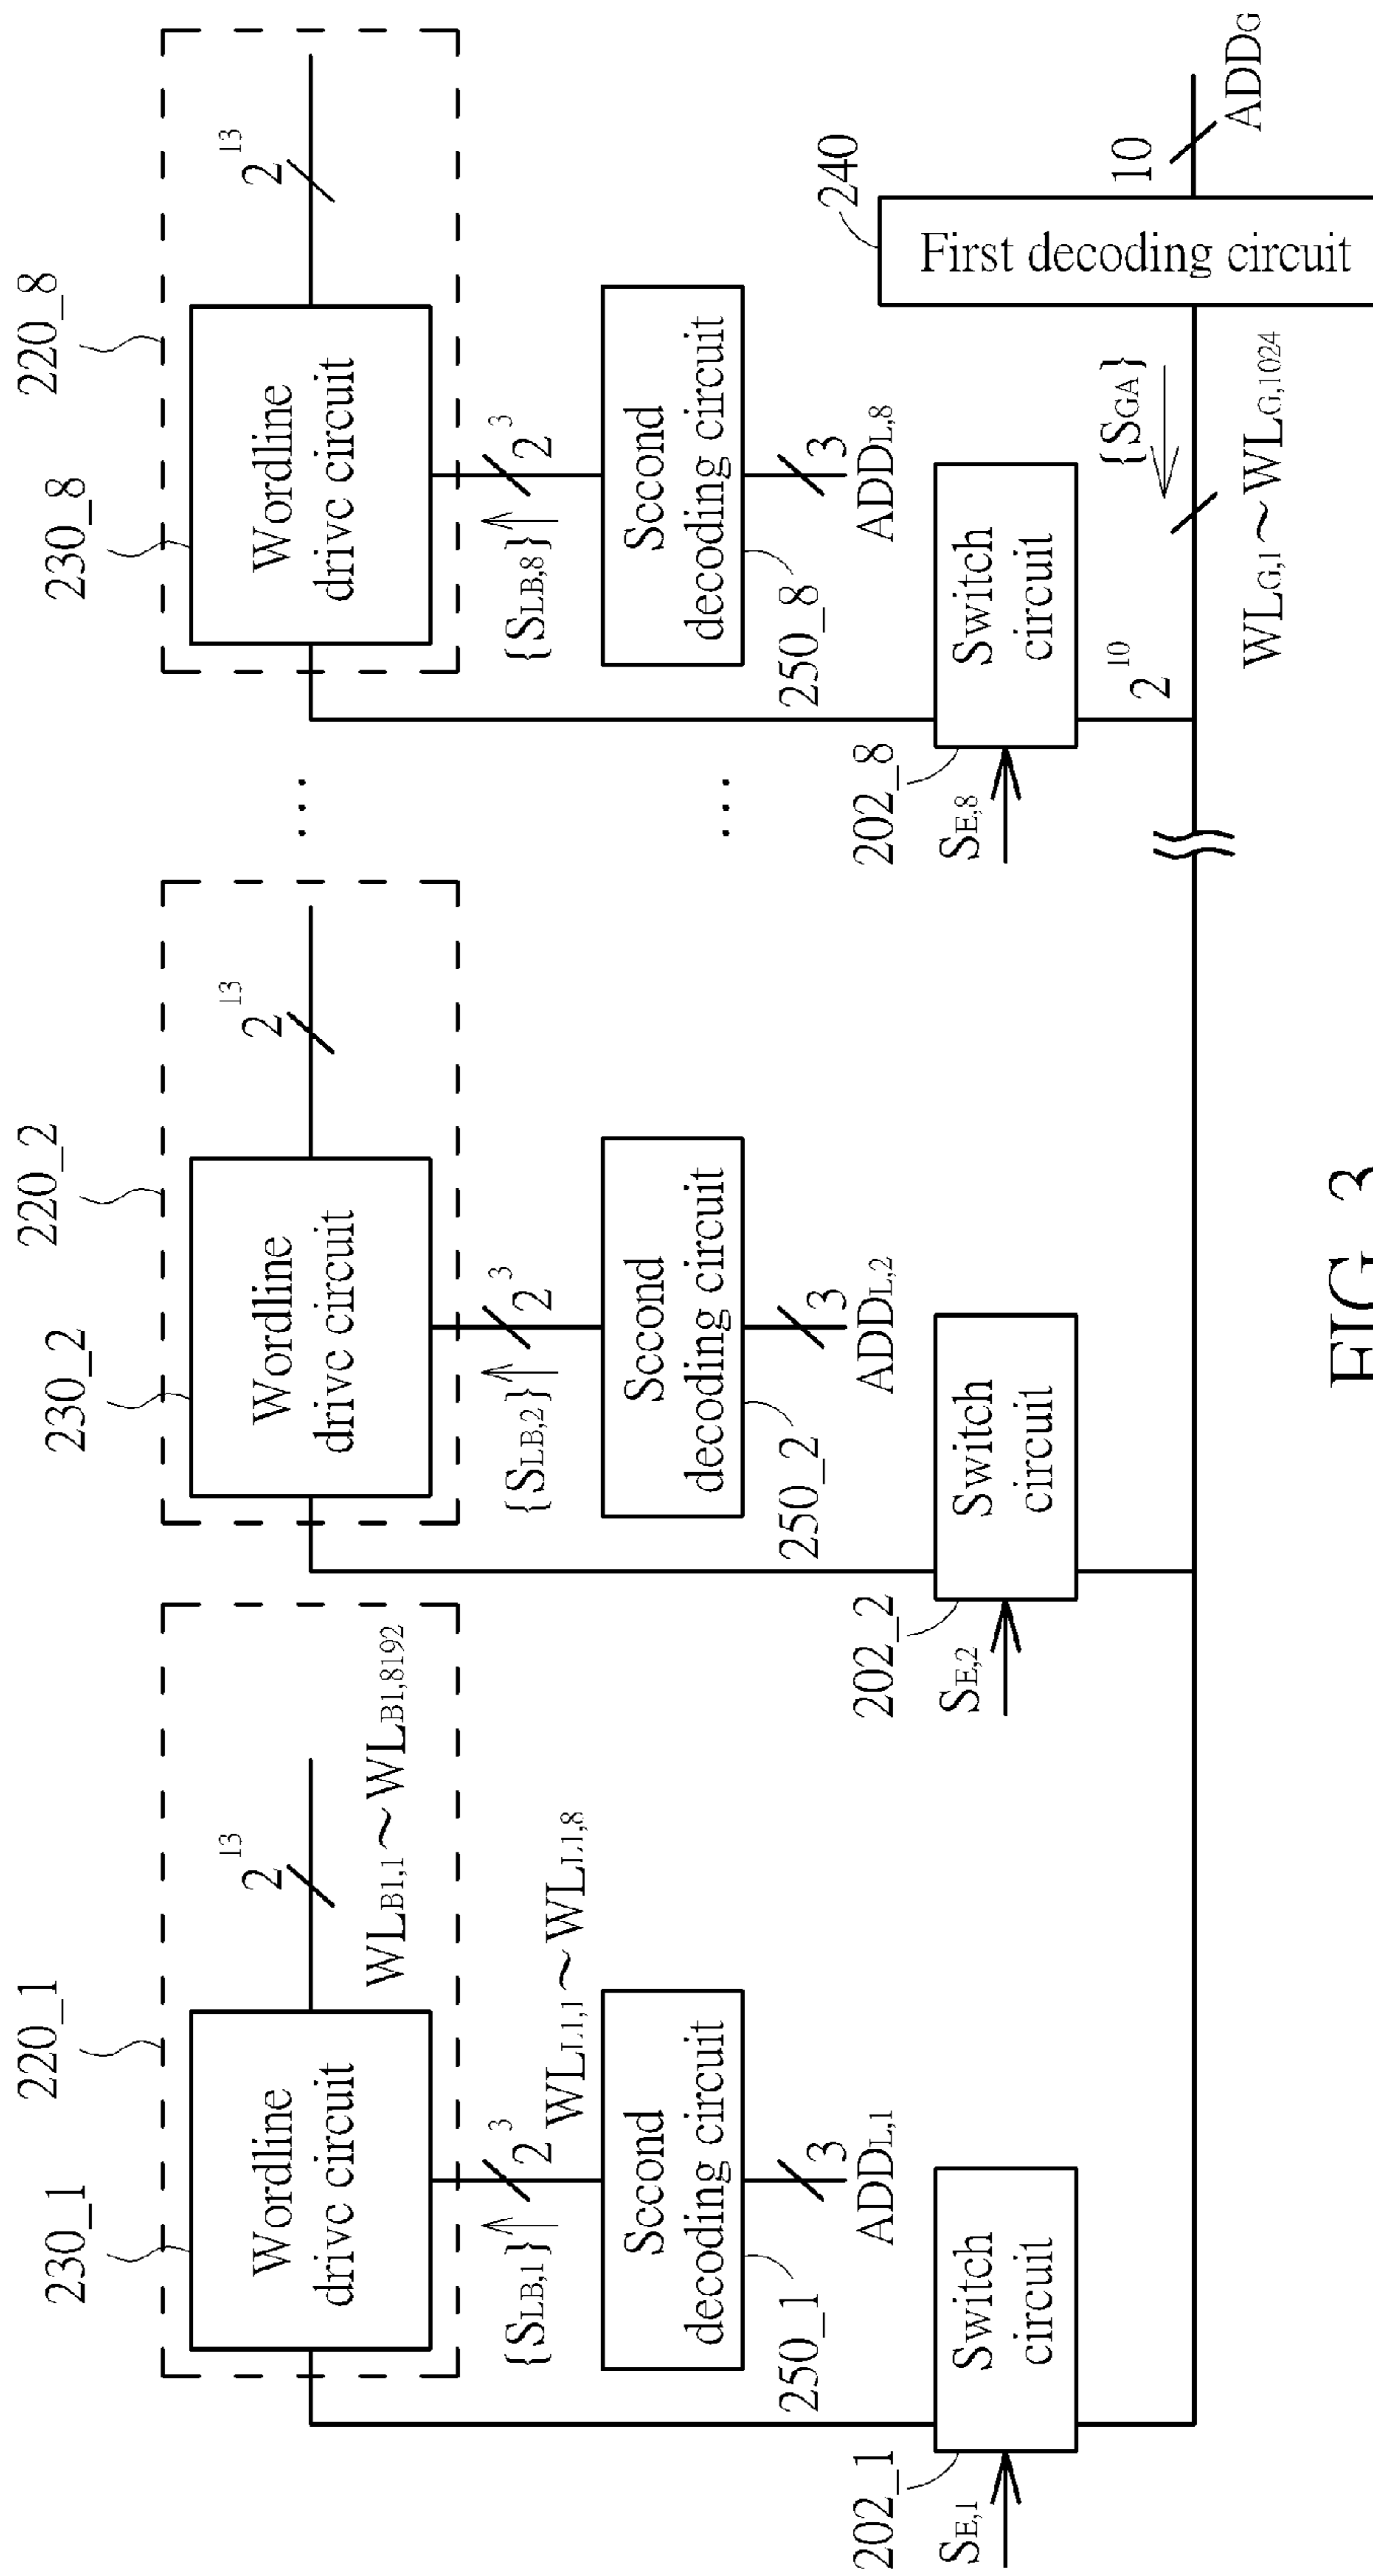 220_1
230_1
Wordline
drive circuit
2^13
WL_B1,1~WL_B1,8192
{S_LB,1}
2^3
WL_L1,1~WL_L1,8
Second
decoding circuit
250_1
3
ADD_L,1
202_1
Switch
circuit
S_E,1
220_2
230_2
Wordline
drive circuit
2^13
{S_LB,2}
2^3
Second
decoding circuit
250_2
3
ADD_L,2
202_2
Switch
circuit
S_E,2
...
...
220_8
230_8
Wordline
drive circuit
2^13
{S_LB,8}
2^3
Second
decoding circuit
250_8
3
ADD_L,8
202_8
Switch
circuit
S_E,8
2^10
{S_GA}
WL_G,1~WL_G,1024
240
First decoding circuit
10
ADD_G
FIG. 3